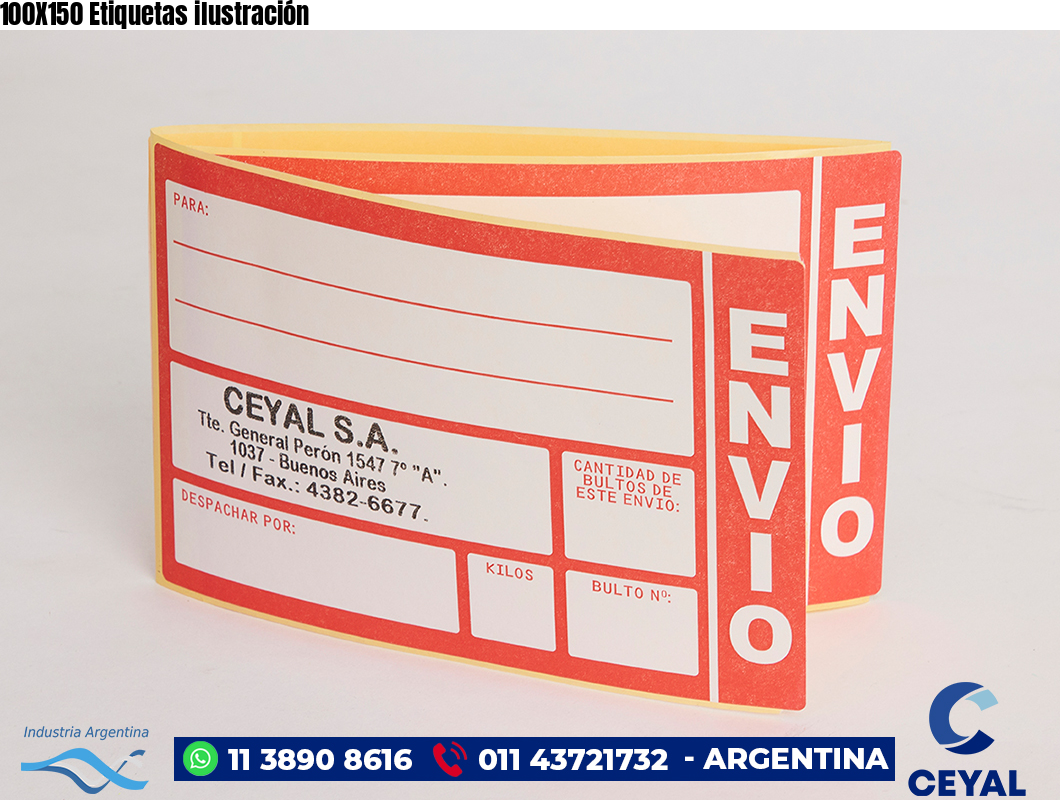 100X150 Etiquetas ilustración
PARA:
CEYAL S.A.
Tte. General Perón 1547 7º "A".
1037 - Buenos Aires
Tel / Fax.: 4382-6677.
DESPACHAR POR:
KILOS
CANTIDAD DE
BULTOS DE
ESTE ENVIO:
BULTO Nº:
ENVIO
ENVIO
Industria Argentina
11 3890 8616
011 43721732 - ARGENTINA
CEYAL